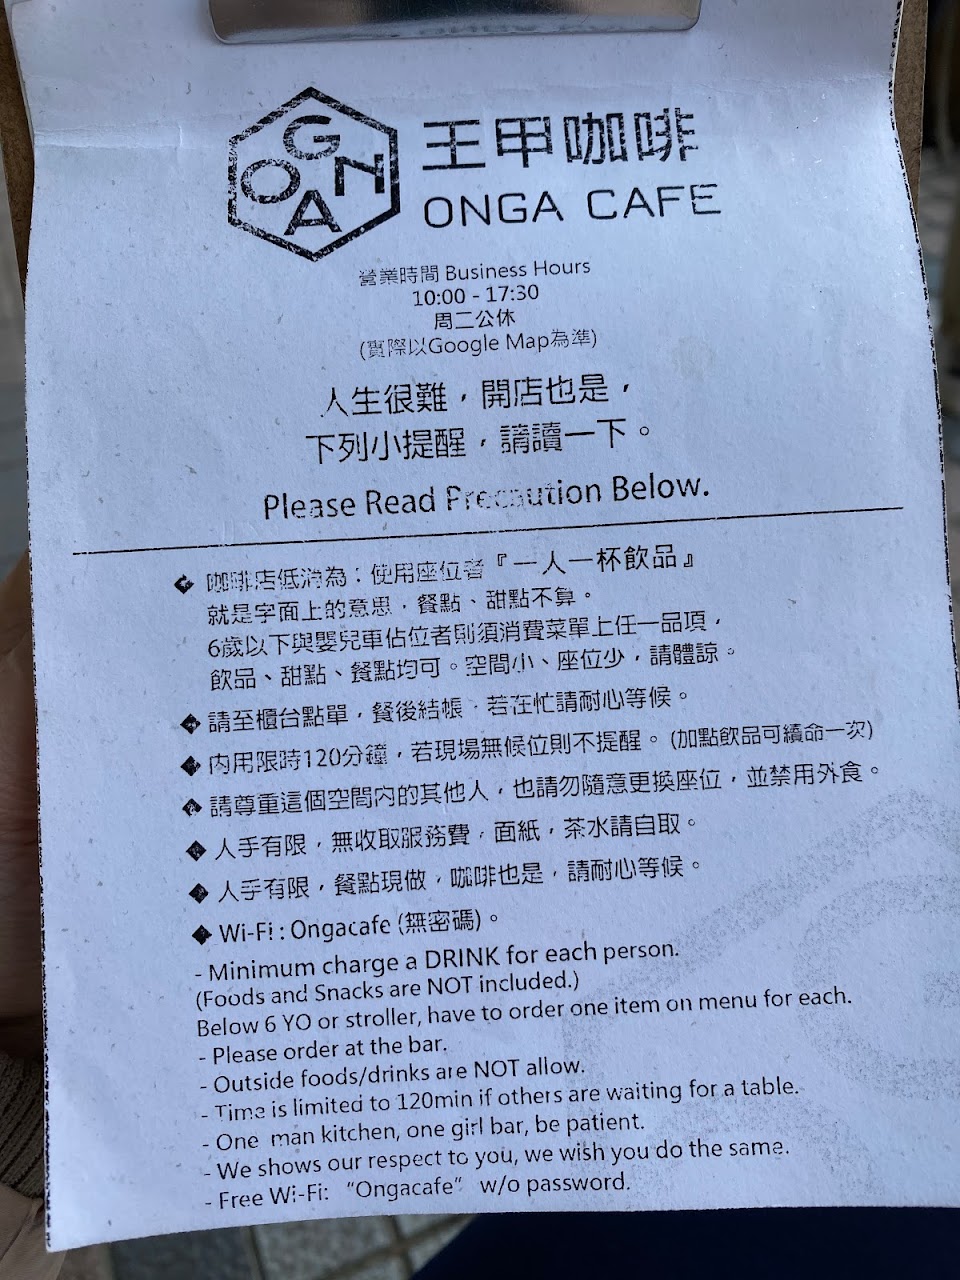 ONGA
王甲咖啡
ONGA CAFE
營業時間 Business Hours
10:00 - 17:30
周二公休
(實際以Google Map為準)
人生很難，開店也是，
下列小提醒，請讀一下。
Please Read Precaution Below.
咖啡店低消為：使用座位者『一人一杯飲品』
就是字面上的意思，餐點、甜點不算。
6歲以下與嬰兒車佔位者則須消費菜單上任一品項，
飲品、甜點、餐點均可。空間小、座位少，請體諒。
請至櫃台點單，餐後結帳，若在忙請耐心等候。
內用限時120分鐘，若現場無候位則不提醒。(加點飲品可續命一次)
請尊重這個空間內的其他人，也請勿隨意更換座位，並禁用外食。
人手有限，無收取服務費，面紙，茶水請自取。
人手有限，餐點現做，咖啡也是，請耐心等候。
Wi-Fi : Ongacafe (無密碼)。
- Minimum charge a DRINK for each person.
(Foods and Snacks are NOT included.)
Below 6 YO or stroller, have to order one item on menu for each.
- Please order at the bar.
- Outside foods/drinks are NOT allow.
- Time is limited to 120min if others are waiting for a table.
- One man kitchen, one girl bar, be patient.
- We shows our respect to you, we wish you do the same.
- Free Wi-Fi: “Ongacafe” w/o password.